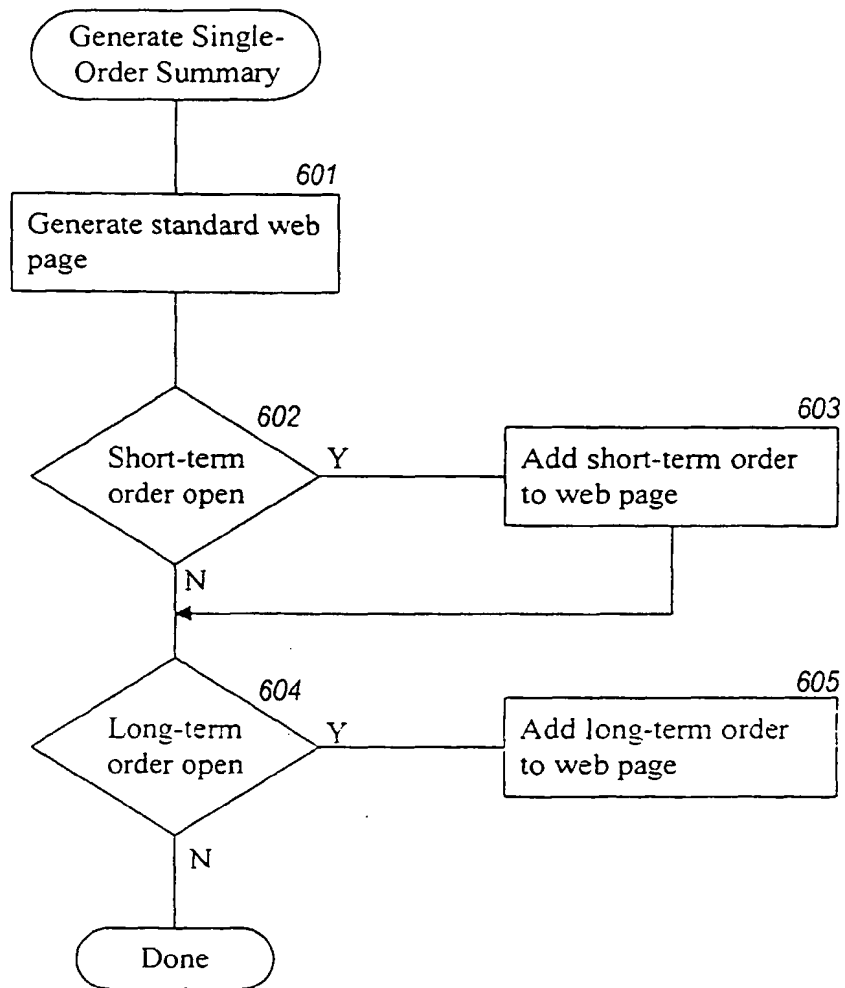 Generate Single-
Order Summary
601
Generate standard web
page
602
Short-term
order open
Y
603
Add short-term order
to web page
N
604
Long-term
order open
Y
605
Add long-term order
to web page
N
Done